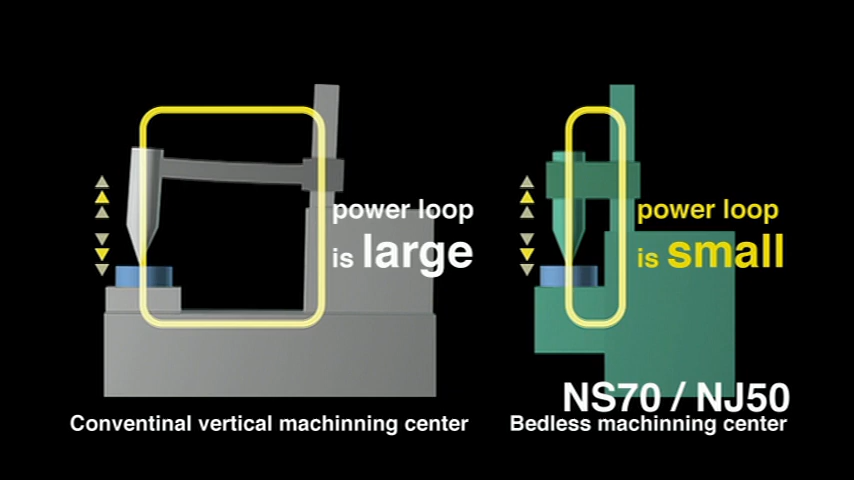 power loop
is large
power loop
is small
NS70 / NJ50
Conventinal vertical machinning center
Bedless machinning center